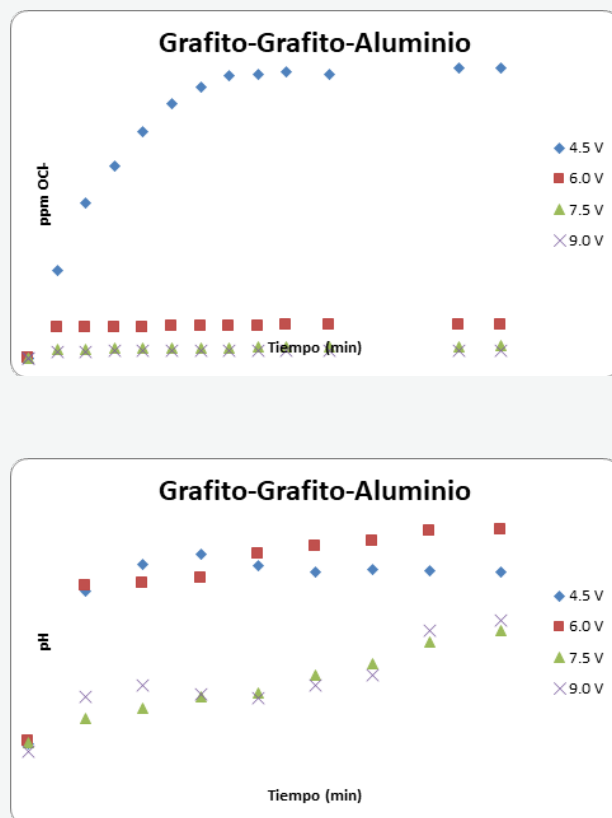 Grafito-Grafito-Aluminio
ppm OCl-
4.5 V
6.0 V
7.5 V
9.0 V
Tiempo (min)
Grafito-Grafito-Aluminio
pH
4.5 V
6.0 V
7.5 V
9.0 V
Tiempo (min)